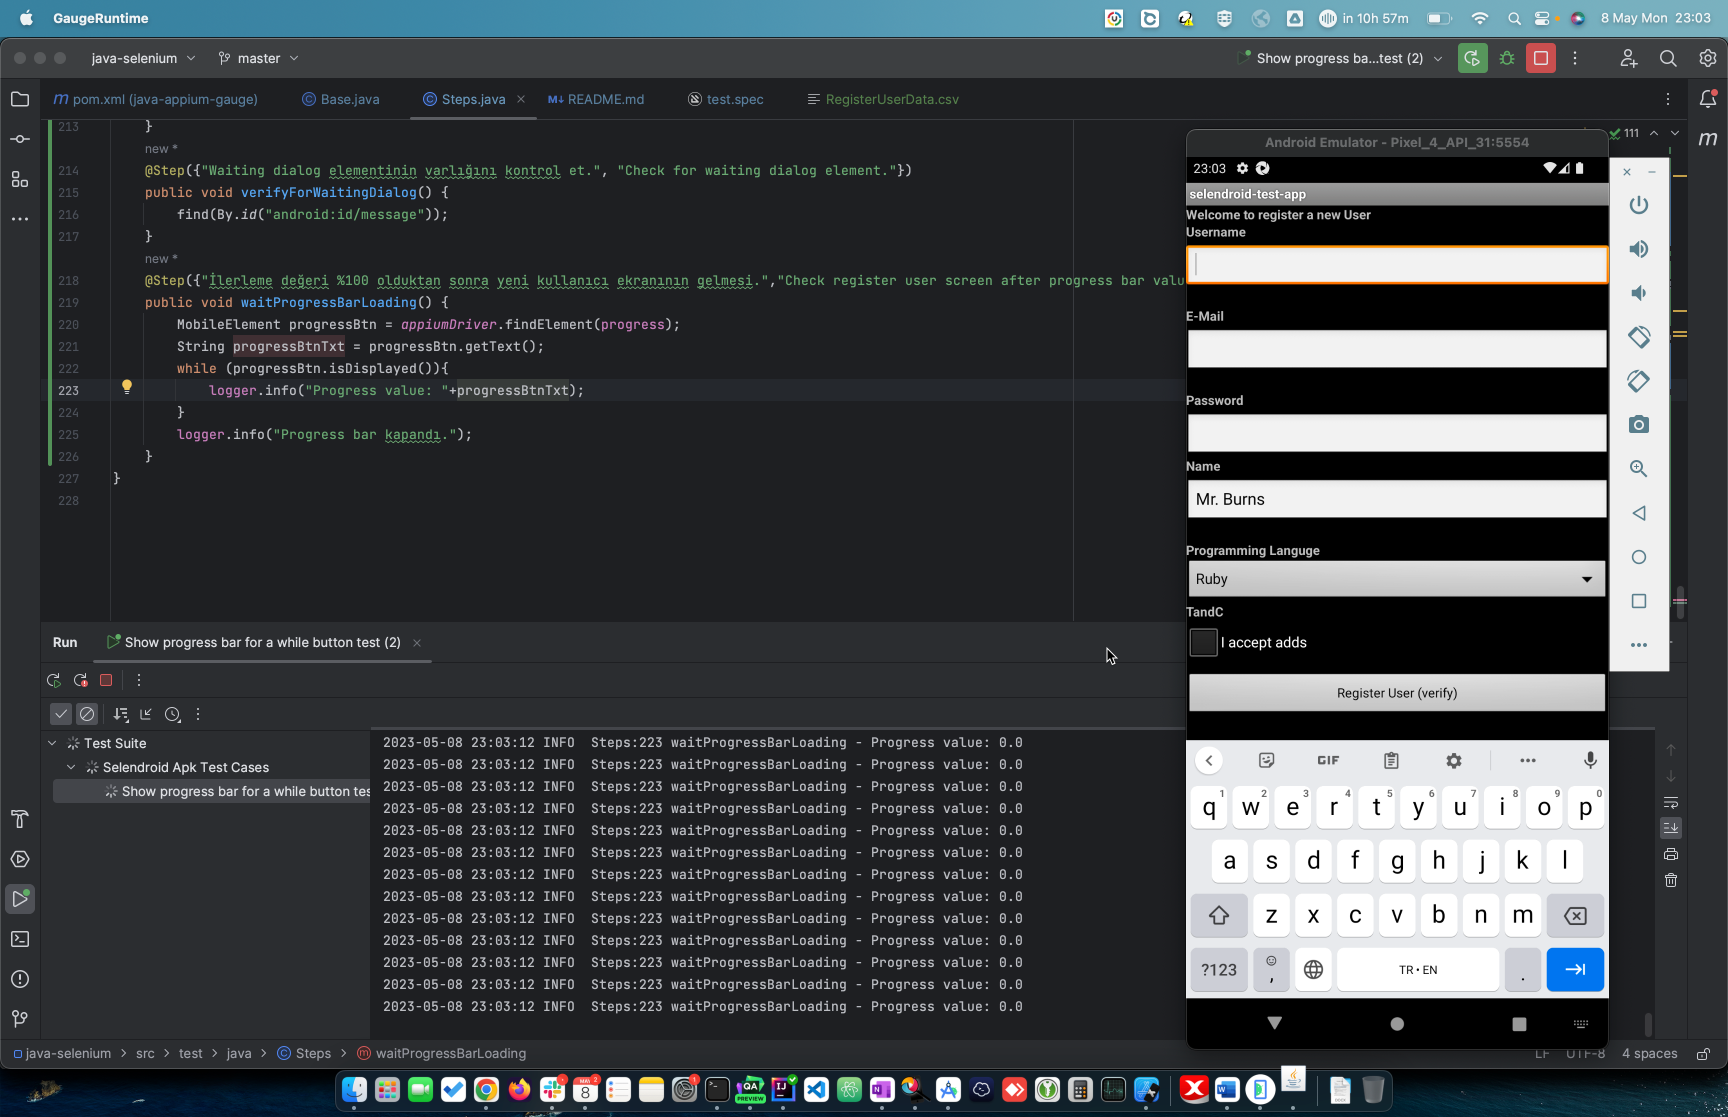 GaugeRuntime
in 10h 57m
8 May Mon 23:03
java-selenium
master
Show progress ba...test (2)
pom.xml (java-appium-gauge)
Base.java
Steps.java
README.md
test.spec
RegisterUserData.csv
111
213 }
new *
214 @Step({"Waiting dialog elementinin varlığını kontrol et.", "Check for waiting dialog element."})
215 public void verifyForWaitingDialog() {
216 find(By.id("android:id/message"));
217 }
new *
218 @Step({"İlerleme değeri %100 olduktan sonra yeni kullanıcı ekranının gelmesi.","Check register user screen after progress bar valu
219 public void waitProgressBarLoading() {
220 MobileElement progressBtn = appiumDriver.findElement(progress);
221 String progressBtnTxt = progressBtn.getText();
222 while (progressBtn.isDisplayed()){
223 logger.info("Progress value: "+progressBtnTxt);
224 }
225 logger.info("Progress bar kapandı.");
226 }
227 }
228
Run
Show progress bar for a while button test (2)
Test Suite
Selendroid Apk Test Cases
Show progress bar for a while button tes
2023-05-08 23:03:12 INFO Steps:223 waitProgressBarLoading - Progress value: 0.0
2023-05-08 23:03:12 INFO Steps:223 waitProgressBarLoading - Progress value: 0.0
2023-05-08 23:03:12 INFO Steps:223 waitProgressBarLoading - Progress value: 0.0
2023-05-08 23:03:12 INFO Steps:223 waitProgressBarLoading - Progress value: 0.0
2023-05-08 23:03:12 INFO Steps:223 waitProgressBarLoading - Progress value: 0.0
2023-05-08 23:03:12 INFO Steps:223 waitProgressBarLoading - Progress value: 0.0
2023-05-08 23:03:12 INFO Steps:223 waitProgressBarLoading - Progress value: 0.0
2023-05-08 23:03:12 INFO Steps:223 waitProgressBarLoading - Progress value: 0.0
2023-05-08 23:03:12 INFO Steps:223 waitProgressBarLoading - Progress value: 0.0
2023-05-08 23:03:12 INFO Steps:223 waitProgressBarLoading - Progress value: 0.0
2023-05-08 23:03:12 INFO Steps:223 waitProgressBarLoading - Progress value: 0.0
2023-05-08 23:03:12 INFO Steps:223 waitProgressBarLoading - Progress value: 0.0
2023-05-08 23:03:12 INFO Steps:223 waitProgressBarLoading - Progress value: 0.0
java-selenium
src
test
java
Steps
waitProgressBarLoading
LF UTF-8 4 spaces
Android Emulator - Pixel_4_API_31:5554
23:03
selendroid-test-app
Welcome to register a new User
Username
E-Mail
Password
Name
Mr. Burns
Programming Languge
Ruby
TandC
I accept adds
Register User (verify)
GIF
q1 w2 e3 r4 t5 y6 u7 i8 o9 p0
a s d f g h j k l
z x c v b n m
?123 , TR • EN .